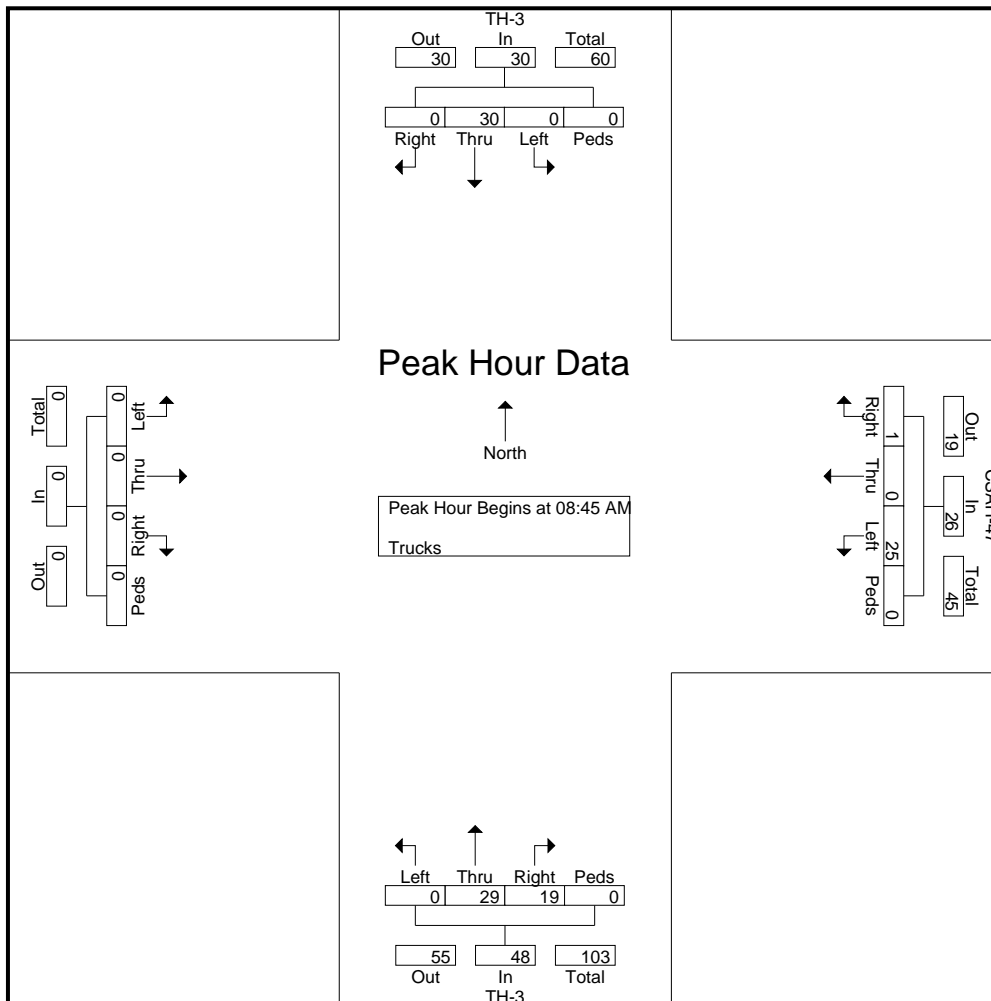 TH-3
Out In Total
30 30 60
0 30 0 0
Right Thru Left Peds
Peak Hour Data
North
Peak Hour Begins at 08:45 AM
Trucks
Left Thru Right Peds
0 0 0 0
Total In Out
0 0 0
Right Thru Left Peds
1 0 25 0
Out In Total
19 26 45
Left Thru Right Peds
0 29 19 0
55 48 103
Out In Total
TH-3